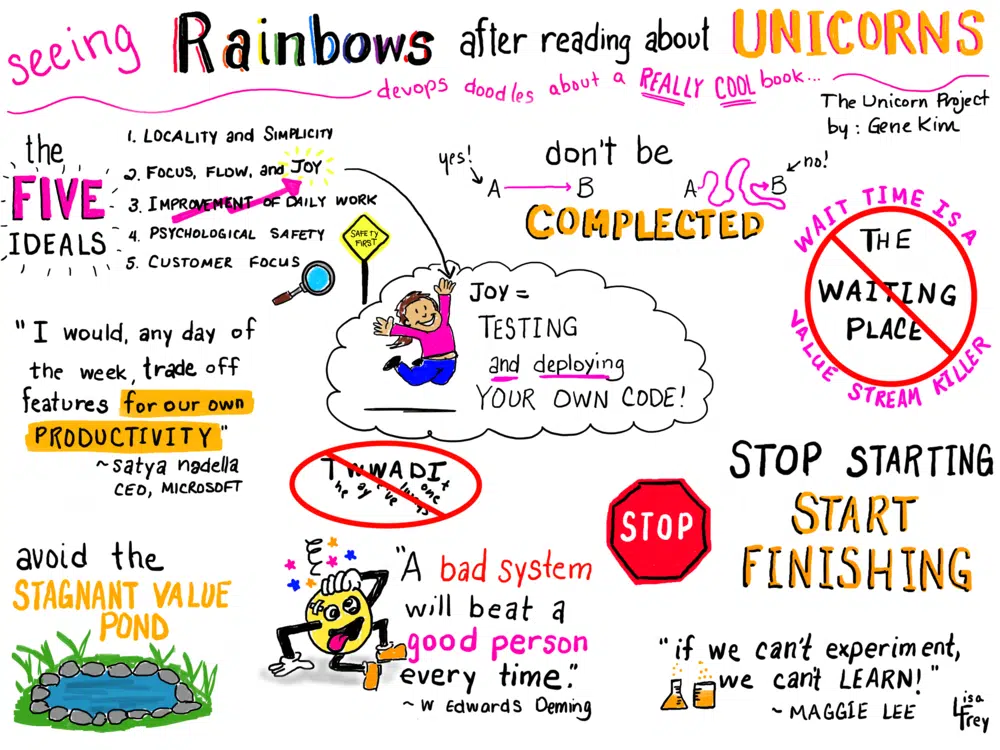 seeing Rainbows after reading about UNICORNS
devops doodles about a REALLY COOL book...
The Unicorn Project
by: Gene Kim
the
FIVE
IDEALS
1. LOCALITY and SIMPLICITY
2. FOCUS, FLOW, and JOY
3. IMPROVEMENT OF DAILY WORK
4. PSYCHOLOGICAL SAFETY
5. CUSTOMER FOCUS
SAFETY
FIRST
don't be
yes!
A B
A B
no!
COMPLECTED
WAIT TIME IS A
THE
WAITING
PLACE
VALUE STREAM KILLER
JOY =
TESTING
and deploying
YOUR OWN CODE!
"I would, any day of
the week, trade off
features for our own
PRODUCTIVITY"
~ Satya nadella
CEO, MICROSOFT
TWWADI
he ay e've things one t
STOP
STOP STARTING
START
FINISHING
avoid the
STAGNANT VALUE
POND
"A bad system
will beat a
good person
every time."
~ W Edwards Deming
"if we can't experiment,
we can't LEARN!"
~ MAGGIE LEE
Lisa
Frey